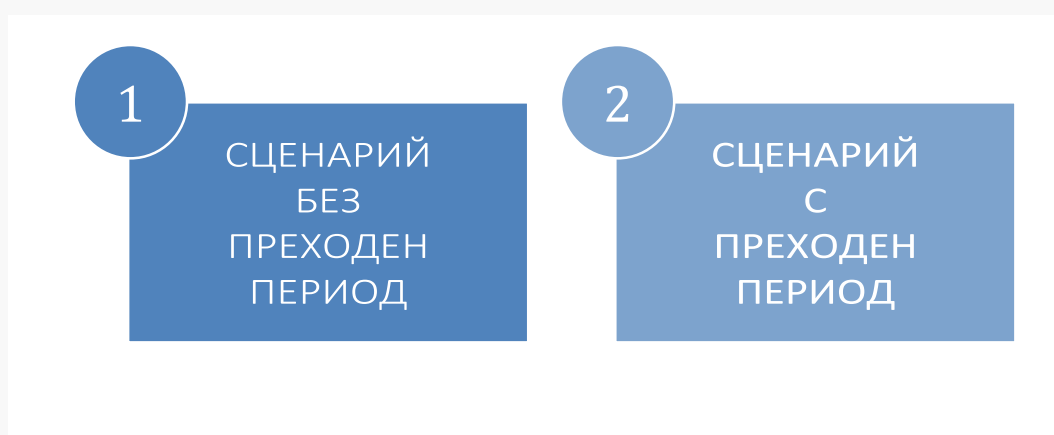 1
СЦЕНАРИЙ
БЕЗ
ПРЕХОДЕН
ПЕРИОД
2
СЦЕНАРИЙ
С
ПРЕХОДЕН
ПЕРИОД